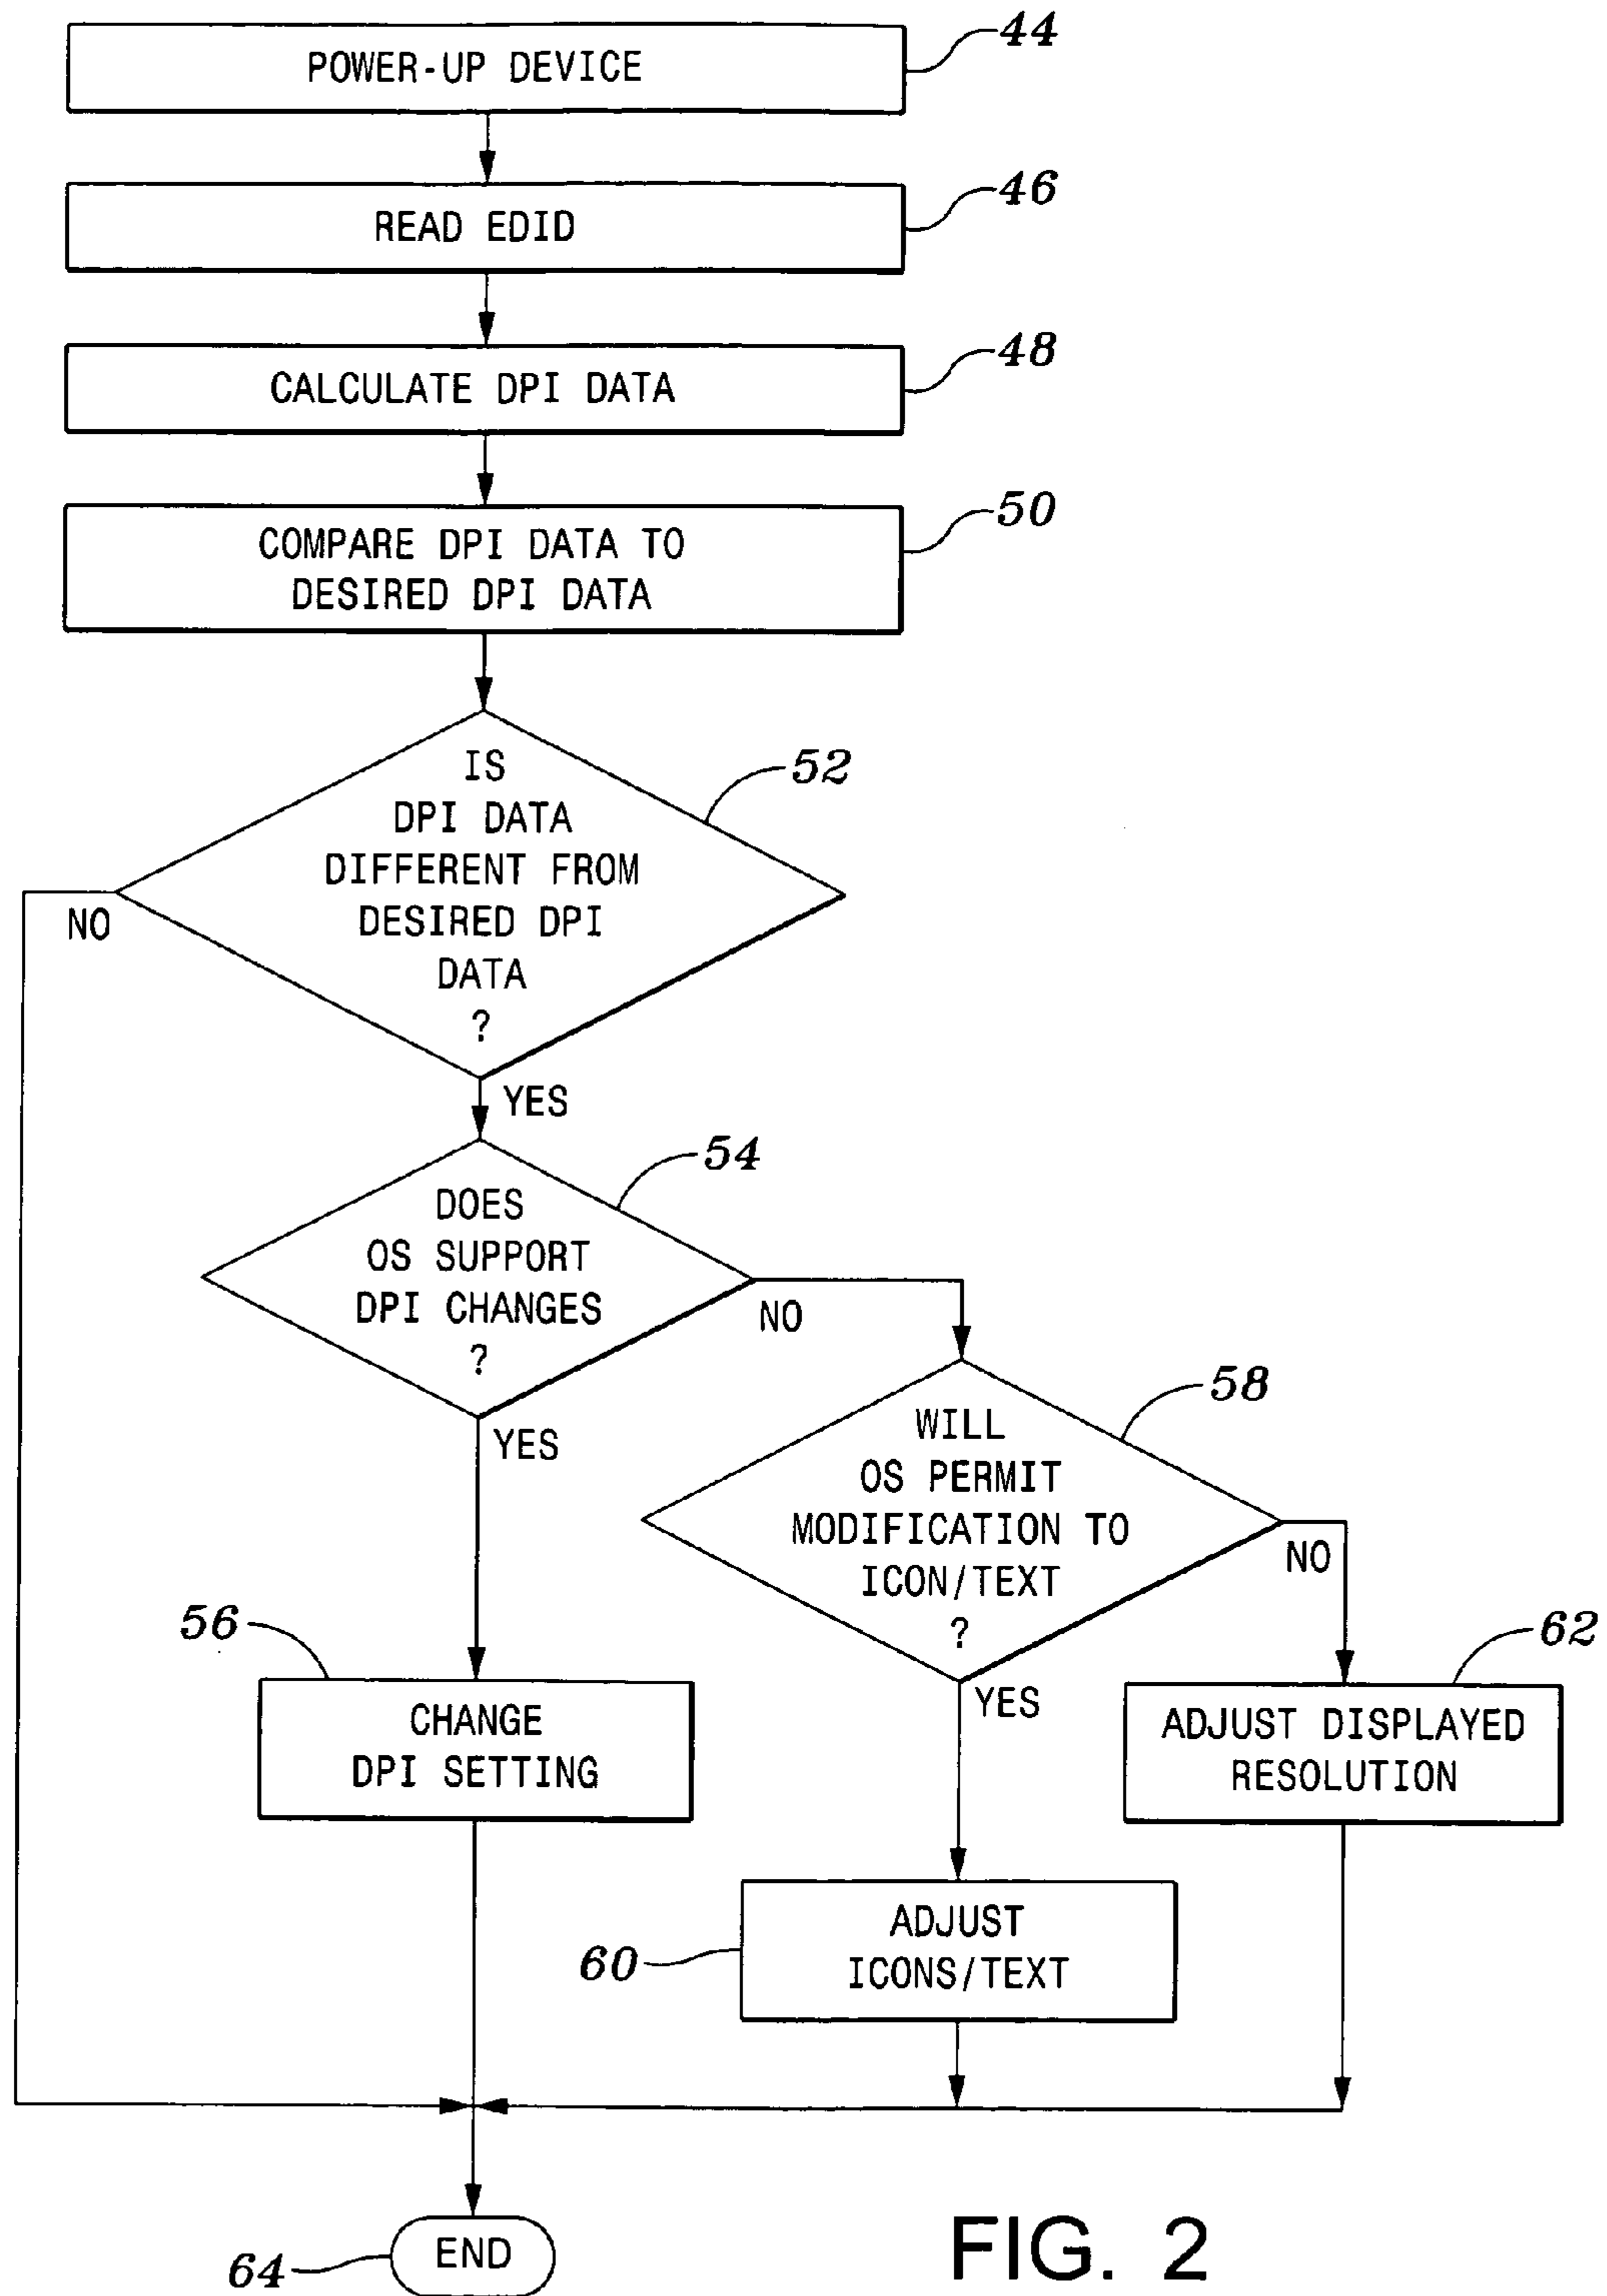 44
POWER-UP DEVICE
46
READ EDID
48
CALCULATE DPI DATA
50
COMPARE DPI DATA TO
DESIRED DPI DATA
52
IS
DPI DATA
DIFFERENT FROM
DESIRED DPI
DATA
?
NO
YES
54
DOES
OS SUPPORT
DPI CHANGES
?
NO
YES
58
WILL
OS PERMIT
MODIFICATION TO
ICON/TEXT
?
NO
YES
56
CHANGE
DPI SETTING
62
ADJUST DISPLAYED
RESOLUTION
60
ADJUST
ICONS/TEXT
64
END
FIG. 2